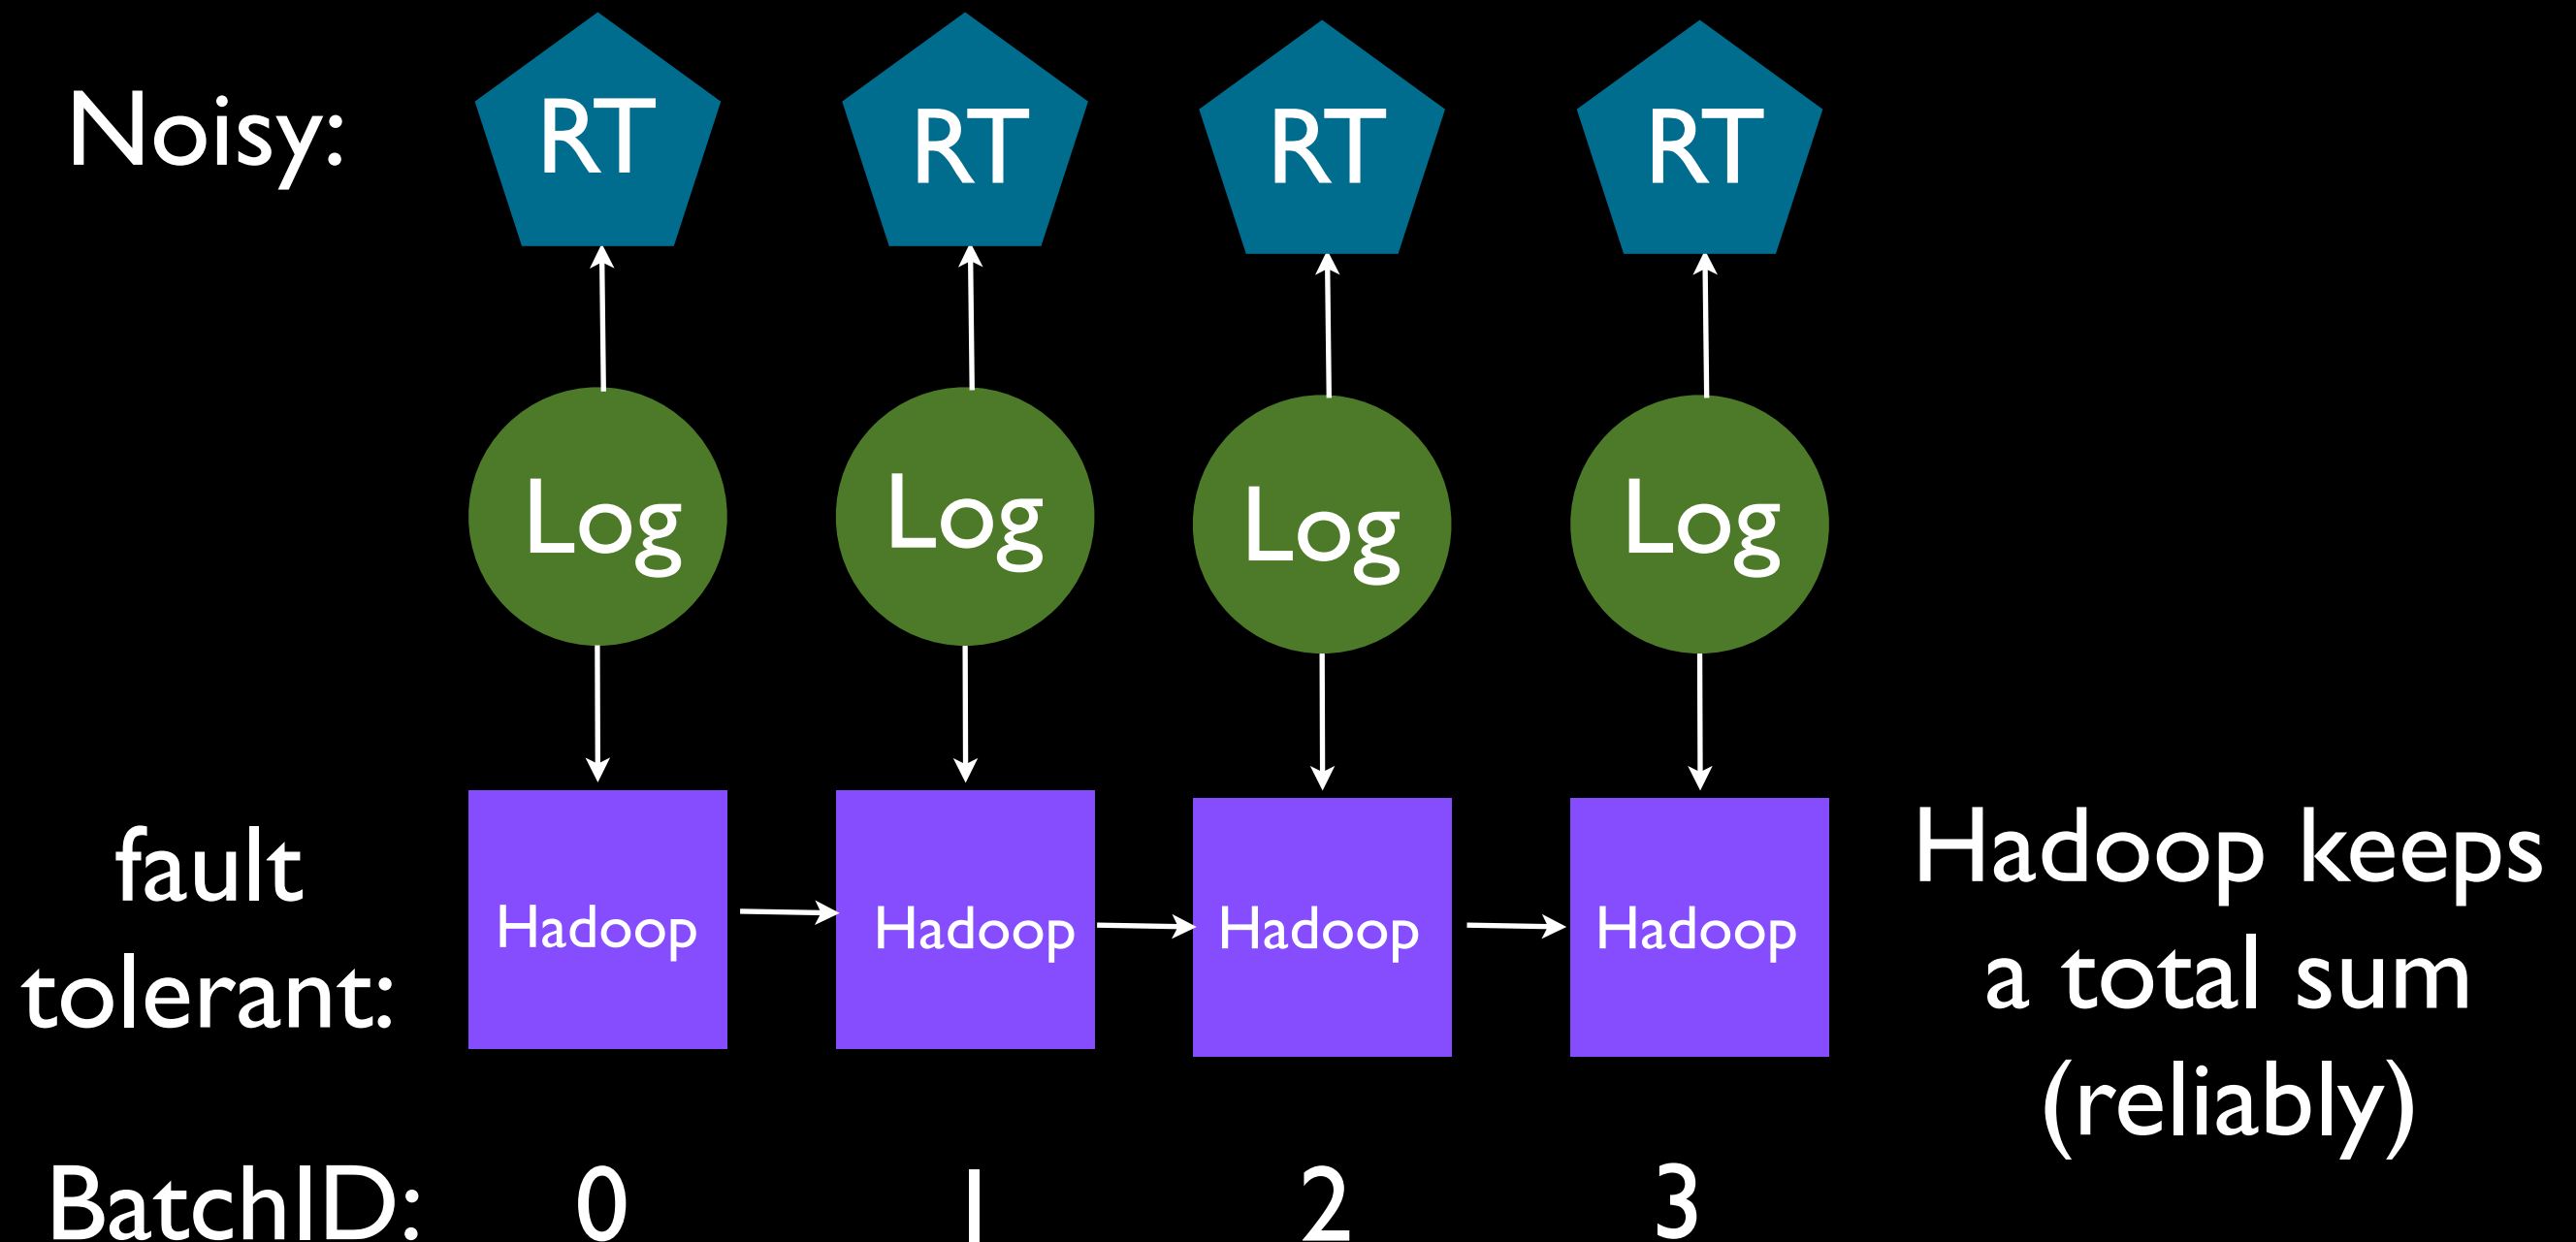 Noisy:
RT RT RT RT
Log Log Log Log
fault
tolerant:
Hadoop Hadoop Hadoop Hadoop
Hadoop keeps
a total sum
(reliably)
BatchID: 0 1 2 3